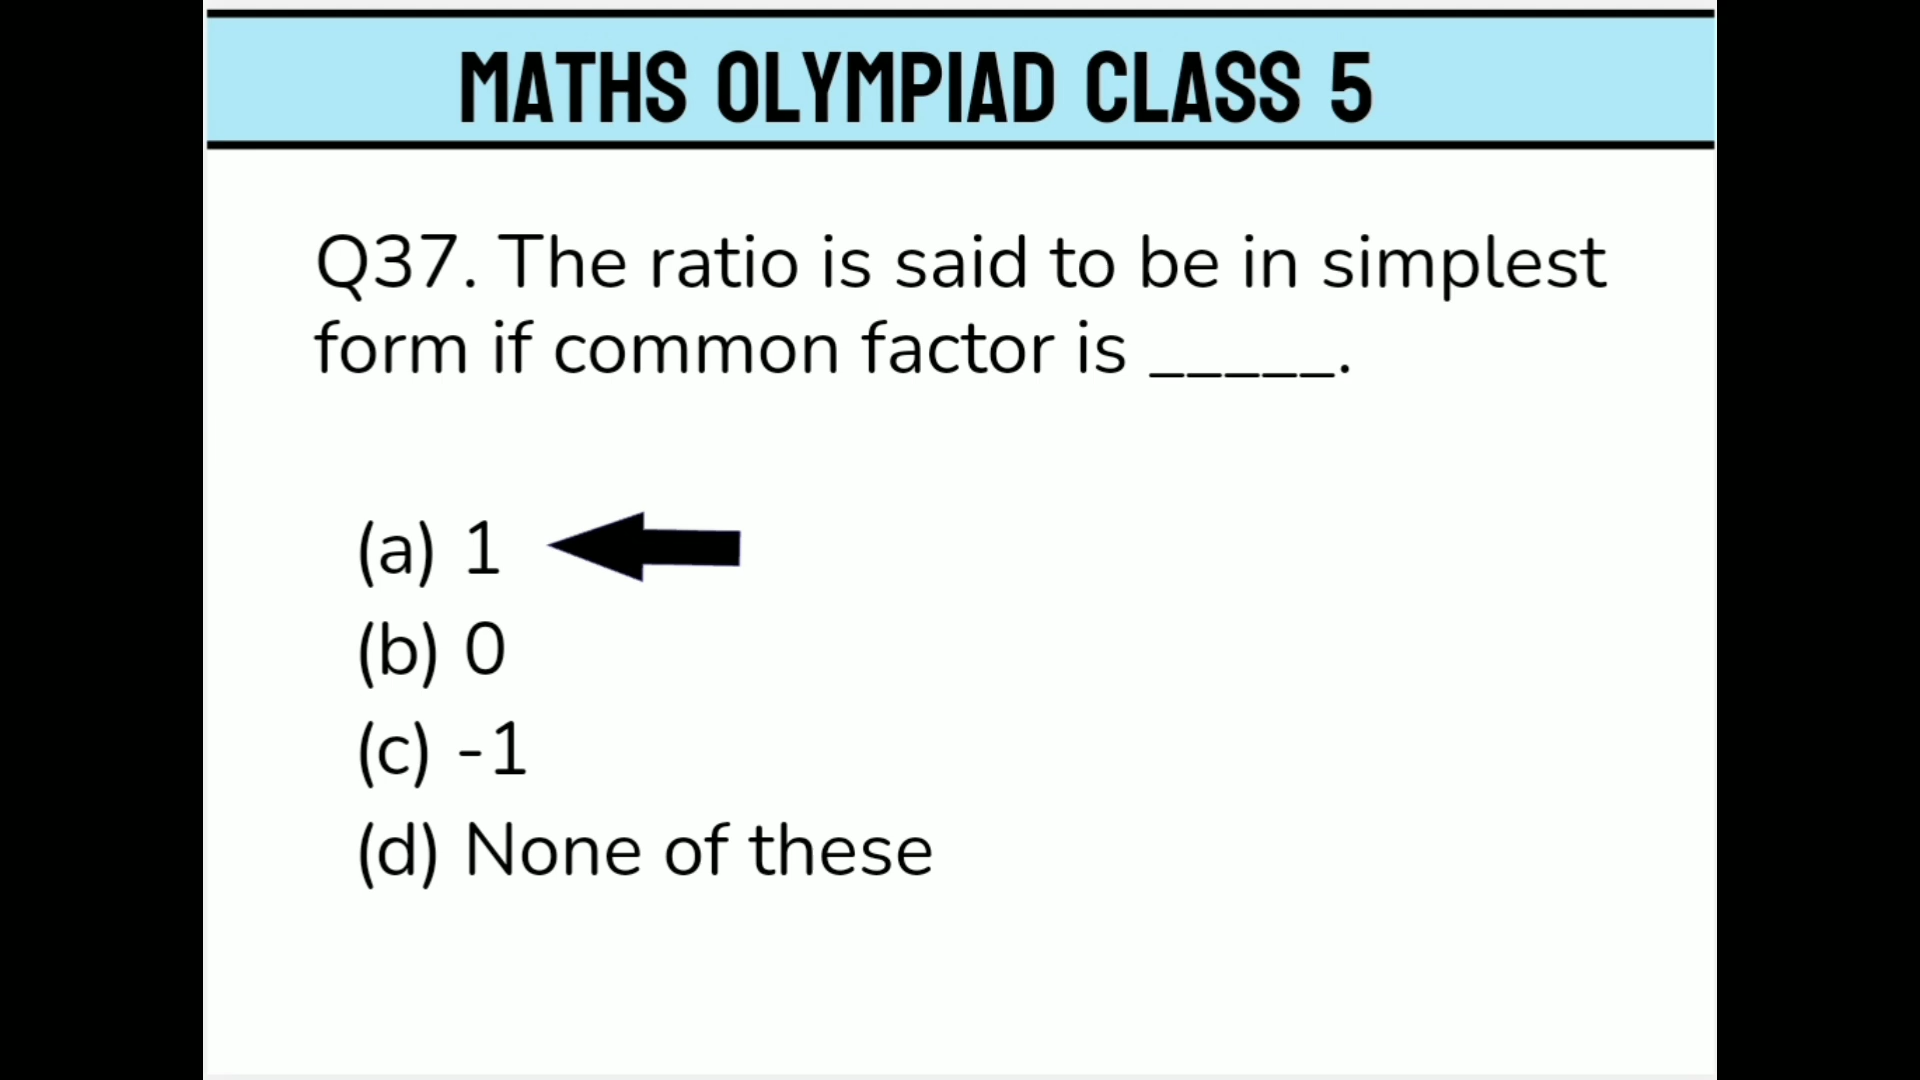 MATHS OLYMPIAD CLASS 5
Q37. The ratio is said to be in simplest
form if common factor is _____.
(a) 1
(b) 0
(c) -1
(d) None of these